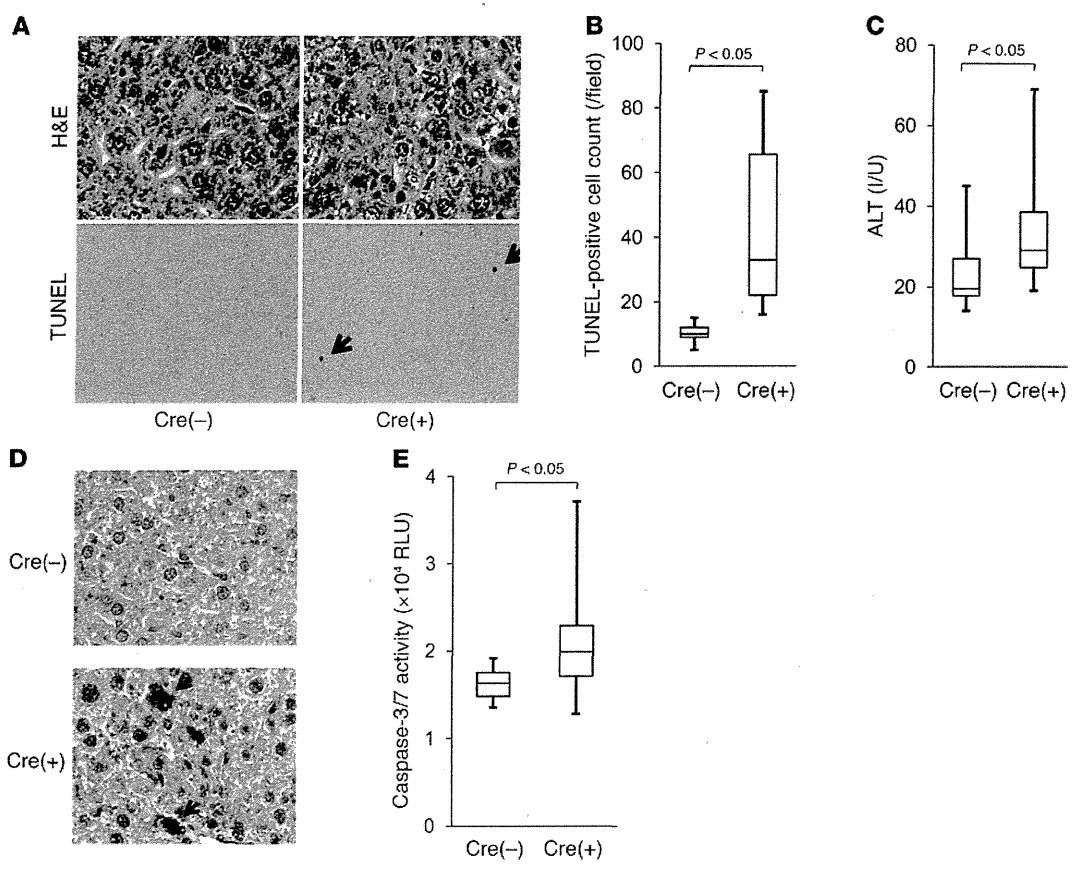 A
H&E
TUNEL
Cre(–)
Cre(+)
B
TUNEL-positive cell count (/field)
100
80
60
40
20
0
P < 0.05
Cre(–)
Cre(+)
C
ALT (I/U)
80
60
40
20
0
P < 0.05
Cre(–)
Cre(+)
D
Cre(–)
Cre(+)
E
Caspase-3/7 activity (×10⁴ RLU)
4
3
2
1
0
P < 0.05
Cre(–)
Cre(+)